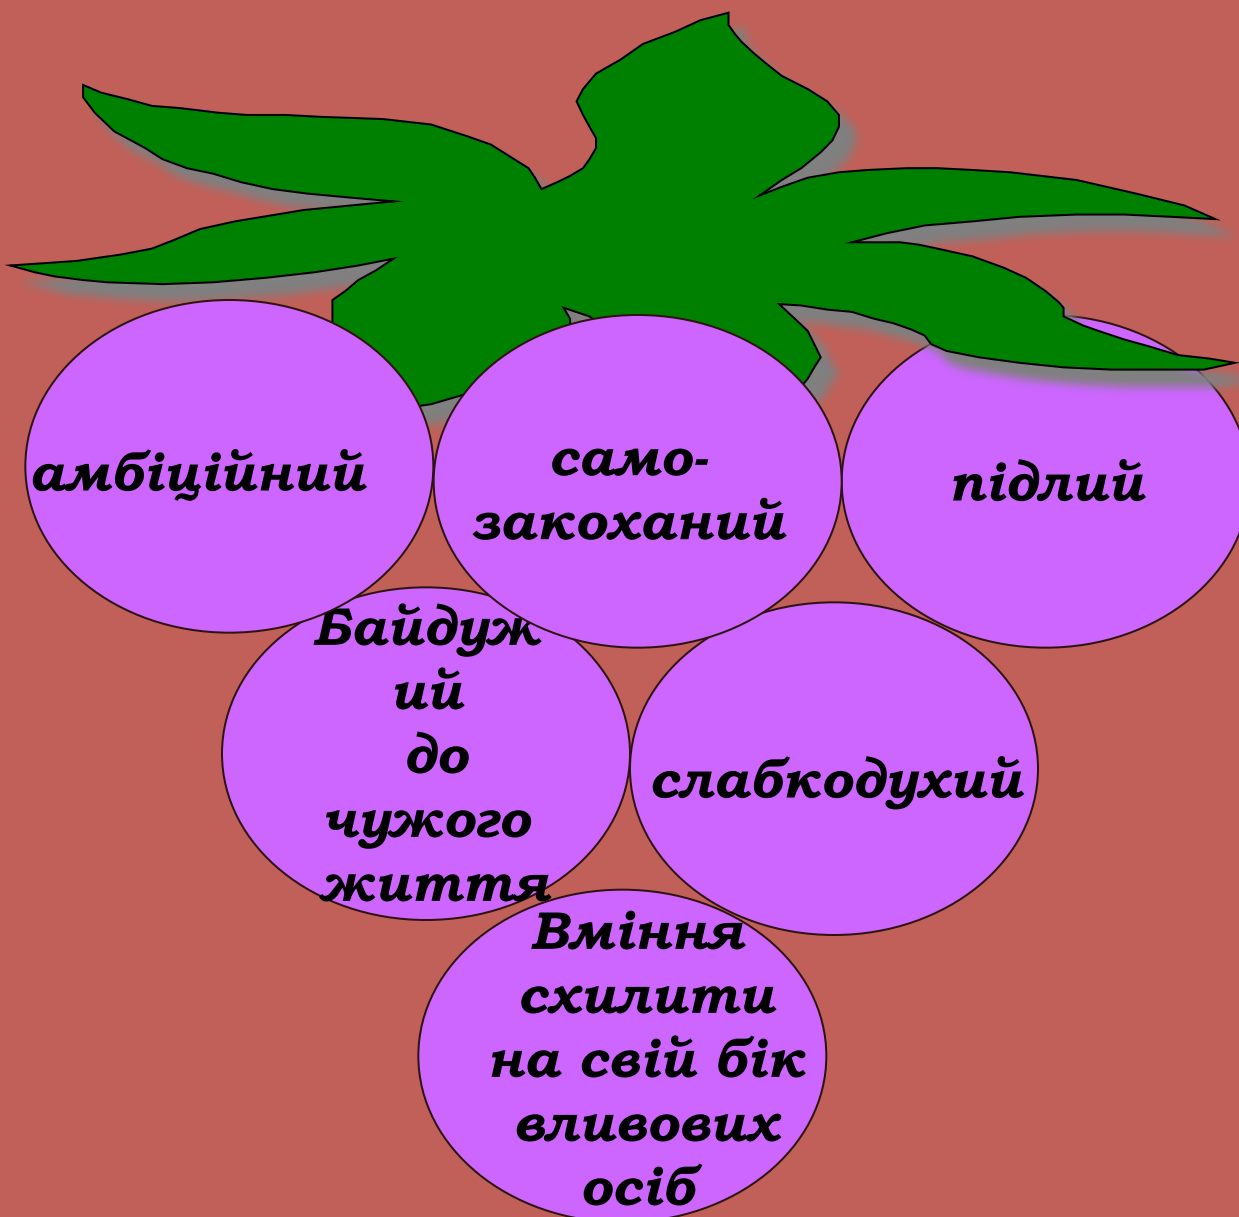 амбіційний
само-
закоханий
підлий
Байдуж
ий
до
чужого
життя
слабкодухий
Вміння
схилити
на свій бік
вливових
осіб